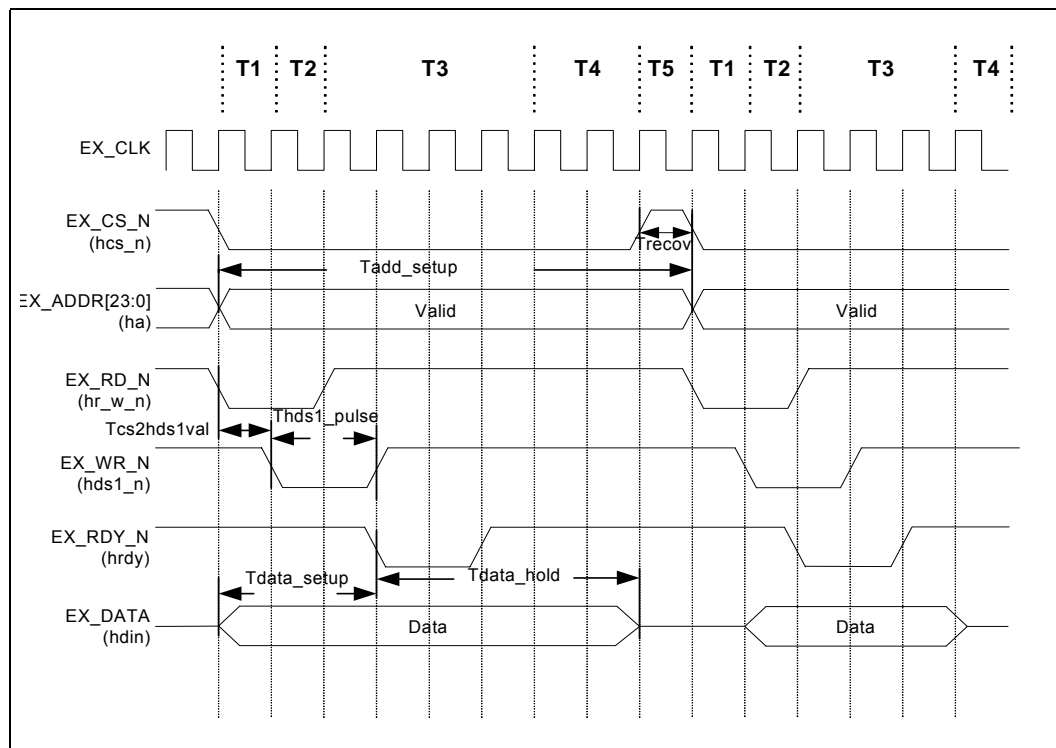 T1 T2 T3 T4 T5 T1 T2 T3 T4
EX_CLK
EX_CS_N
(hcs_n)
Trecov
Tadd_setup
EX_ADDR[23:0]
(ha)
Valid
Valid
EX_RD_N
(hr_w_n)
Tcs2hds1val
Thds1_pulse
EX_WR_N
(hds1_n)
EX_RDY_N
(hrdy)
Tdata_setup
Tdata_hold
EX_DATA
(hdin)
Data
Data